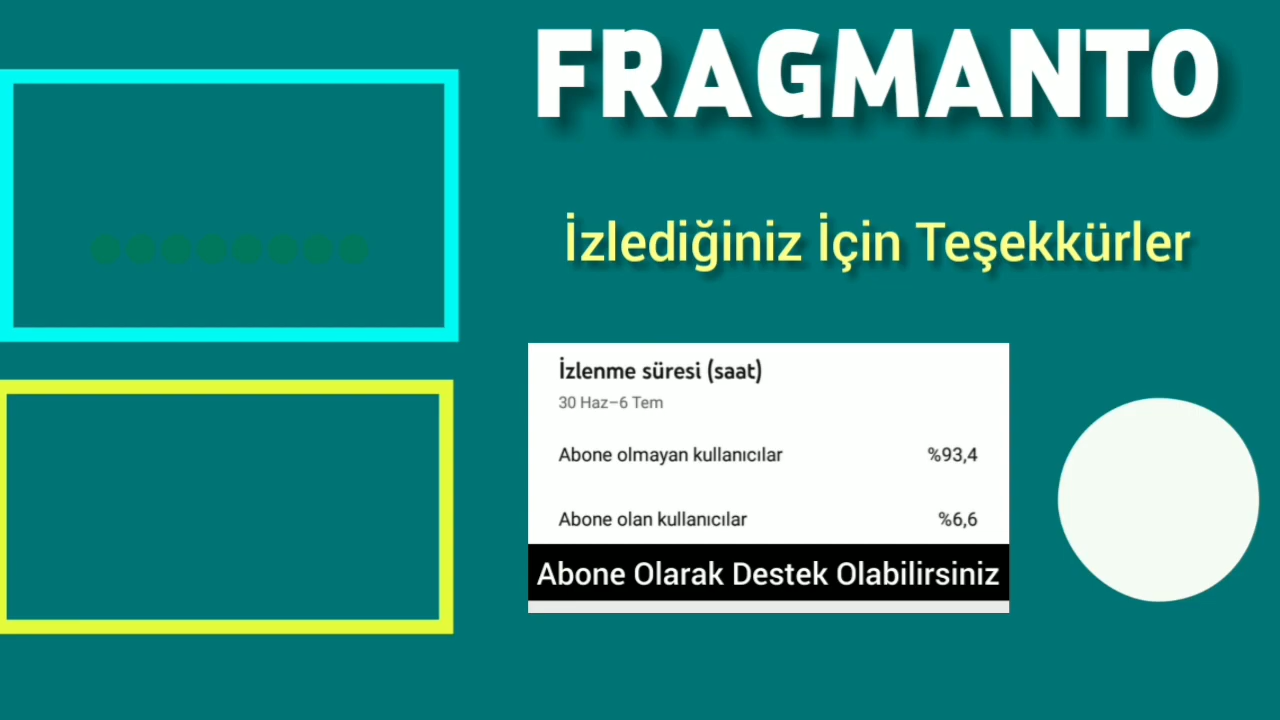 FRAGMANTO
İzlediğiniz İçin Teşekkürler
İzlenme süresi (saat)
30 Haz–6 Tem
Abone olmayan kullanıcılar %93,4
Abone olan kullanıcılar %6,6
Abone Olarak Destek Olabilirsiniz